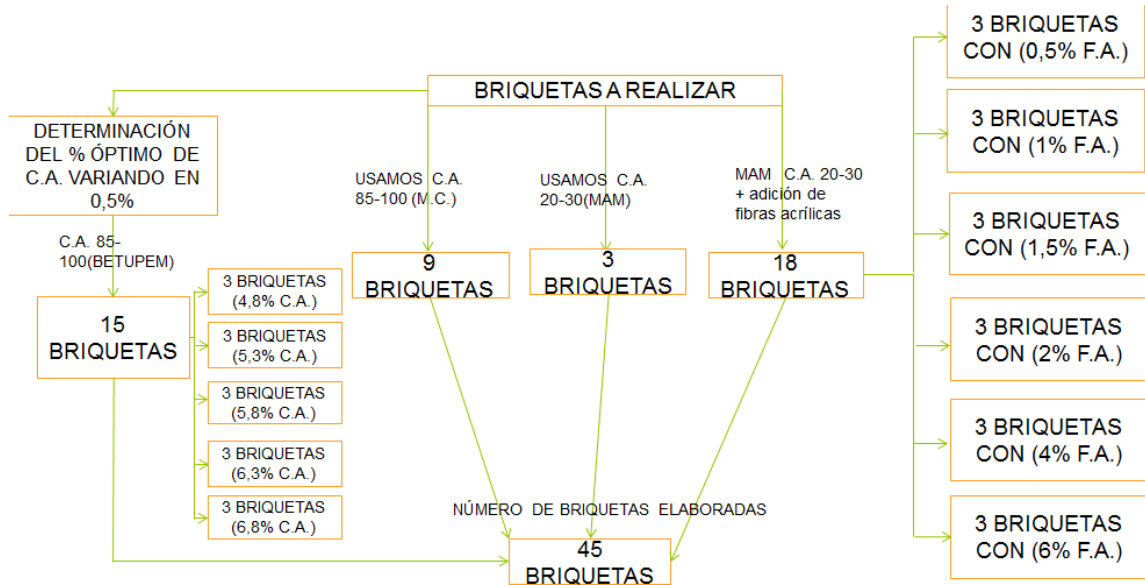 BRIQUETAS A REALIZAR
DETERMINACIÓN
DEL % ÓPTIMO DE
C.A. VARIANDO EN
0,5%
C.A. 85-
100(BETUPEM)
15
BRIQUETAS
3 BRIQUETAS
(4,8% C.A.)
3 BRIQUETAS
(5,3% C.A.)
3 BRIQUETAS
(5,8% C.A.)
3 BRIQUETAS
(6,3% C.A.)
3 BRIQUETAS
(6,8% C.A.)
USAMOS C.A.
85-100 (M.C.)
9
BRIQUETAS
USAMOS C.A.
20-30(MAM)
3
BRIQUETAS
MAM C.A. 20-30
+ adición de
fibras acrílicas
18
BRIQUETAS
3 BRIQUETAS
CON (0,5% F.A.)
3 BRIQUETAS
CON (1% F.A.)
3 BRIQUETAS
CON (1,5% F.A.)
3 BRIQUETAS
CON (2% F.A.)
3 BRIQUETAS
CON (4% F.A.)
3 BRIQUETAS
CON (6% F.A.)
NÚMERO DE BRIQUETAS ELABORADAS
45
BRIQUETAS